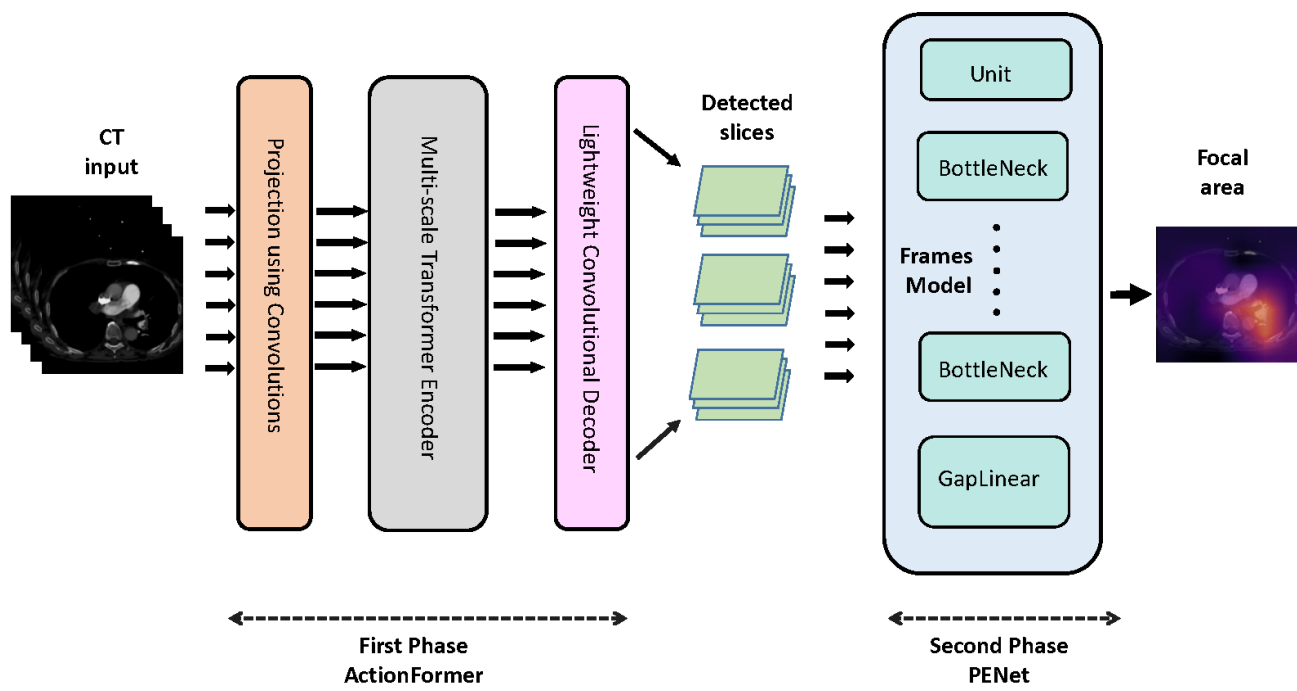 CT
input
Projection using Convolutions
Multi-scale Transformer Encoder
Lightweight Convolutional Decoder
Detected
slices
Unit
BottleNeck
Frames
Model
BottleNeck
GapLinear
Focal
area
First Phase
ActionFormer
Second Phase
PENet